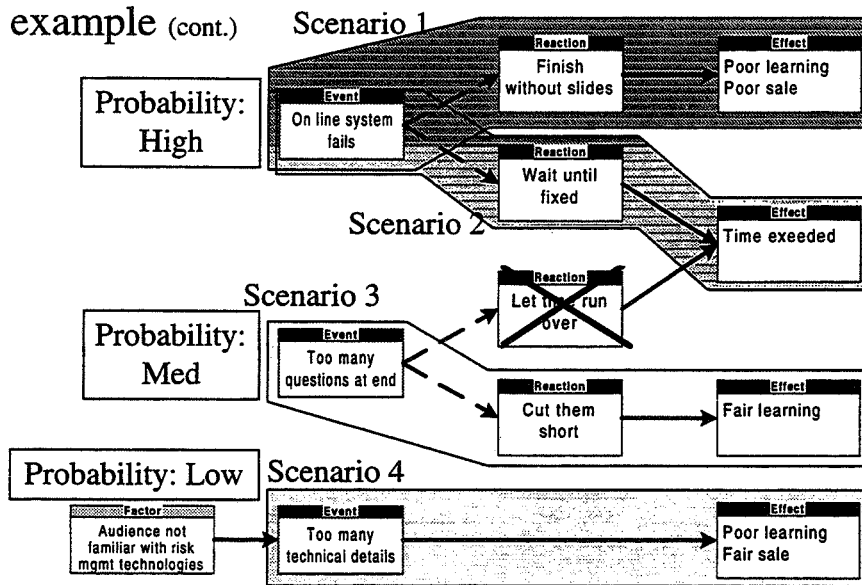 example (cont.)
Scenario 1
Probability:
High
Event
On line system
fails
Reaction
Finish
without slides
Effect
Poor learning
Poor sale
Reaction
Wait until
fixed
Scenario 2
Effect
Time exeeded
Scenario 3
Probability:
Med
Event
Too many
questions at end
Reaction
Let time run
over
Reaction
Cut them
short
Effect
Fair learning
Probability: Low
Scenario 4
Factor
Audience not
familiar with risk
mgmt technologies
Event
Too many
technical details
Effect
Poor learning
Fair sale